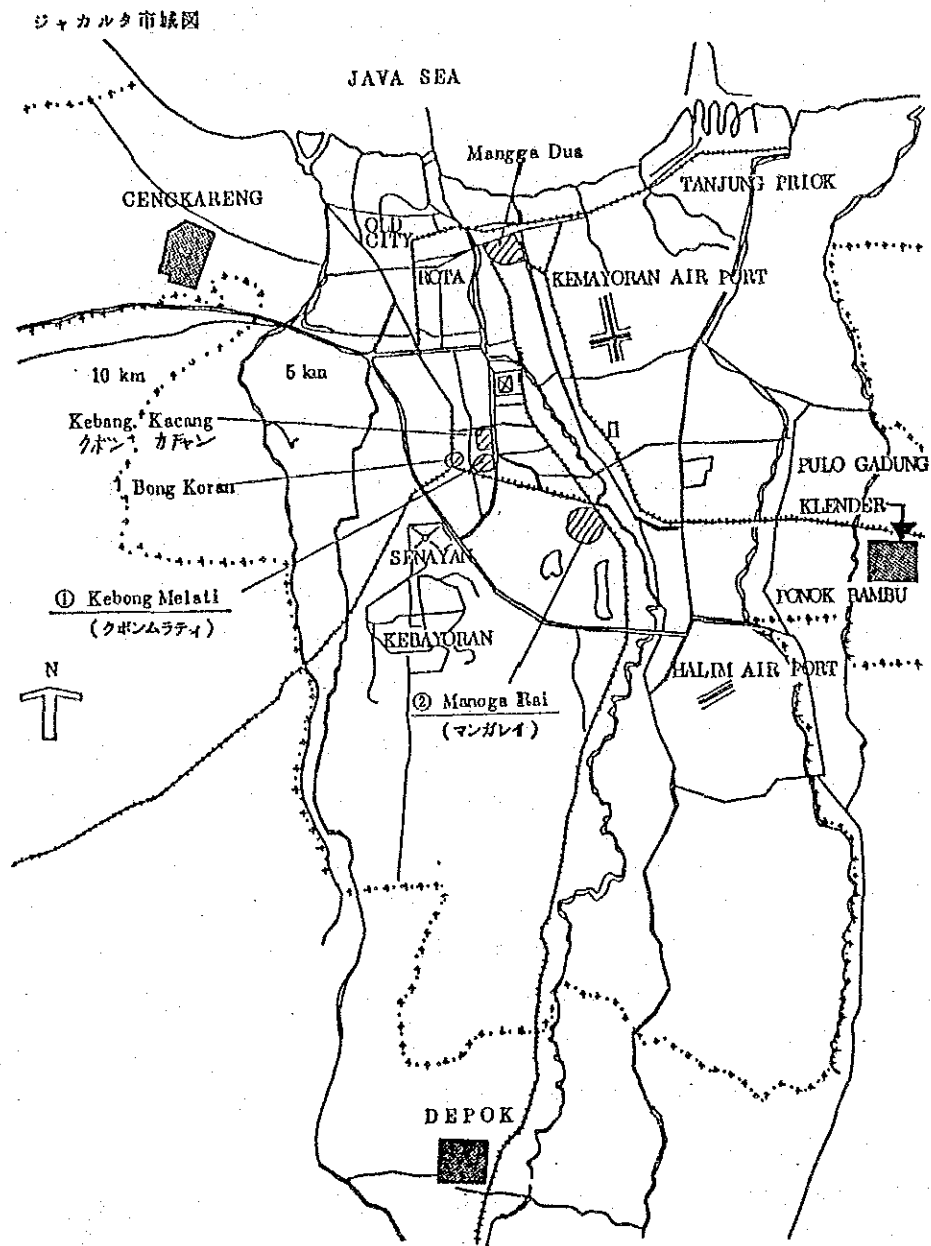 ジャカルタ市域図
JAVA SEA
Mangga Dua
TANJUNG PRIOK
CENGKARENG
OLD
CITY
KOTA
KEMAYORAN AIR PORT
10 km
5 km
Kebang Kacang
クボン カチャン
Bong Koran
PULO GADUNG
KLENDER
SENAYAN
① Kebong Melati
(クボンムラティ)
PONOK BAMBU
KEBAYORAN
HALIM AIR PORT
N
② Manoga Rai
(マンガレイ)
DEPOK